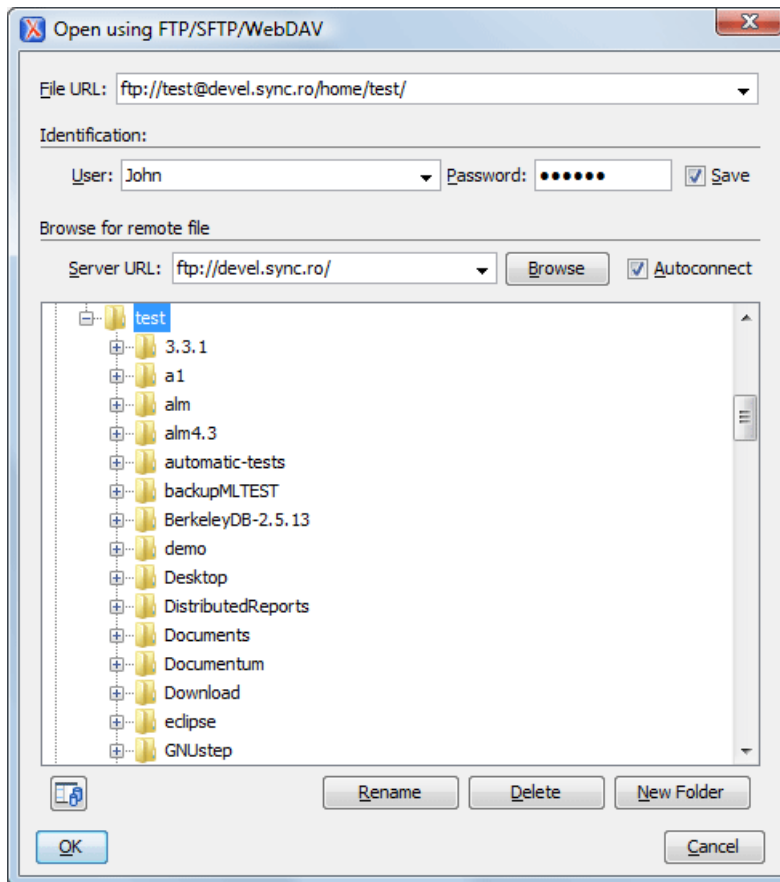 Open using FTP/SFTP/WebDAV
File URL: ftp://test@devel.sync.ro/home/test/
Identification:
User: John Password: ●●●●●● Save
Browse for remote file
Server URL: ftp://devel.sync.ro/ Browse Autoconnect
test
3.3.1
a1
alm
alm4.3
automatic-tests
backupMLTEST
BerkeleyDB-2.5.13
demo
Desktop
DistributedReports
Documents
Documentum
Download
eclipse
GNUstep
Rename Delete New Folder
OK Cancel